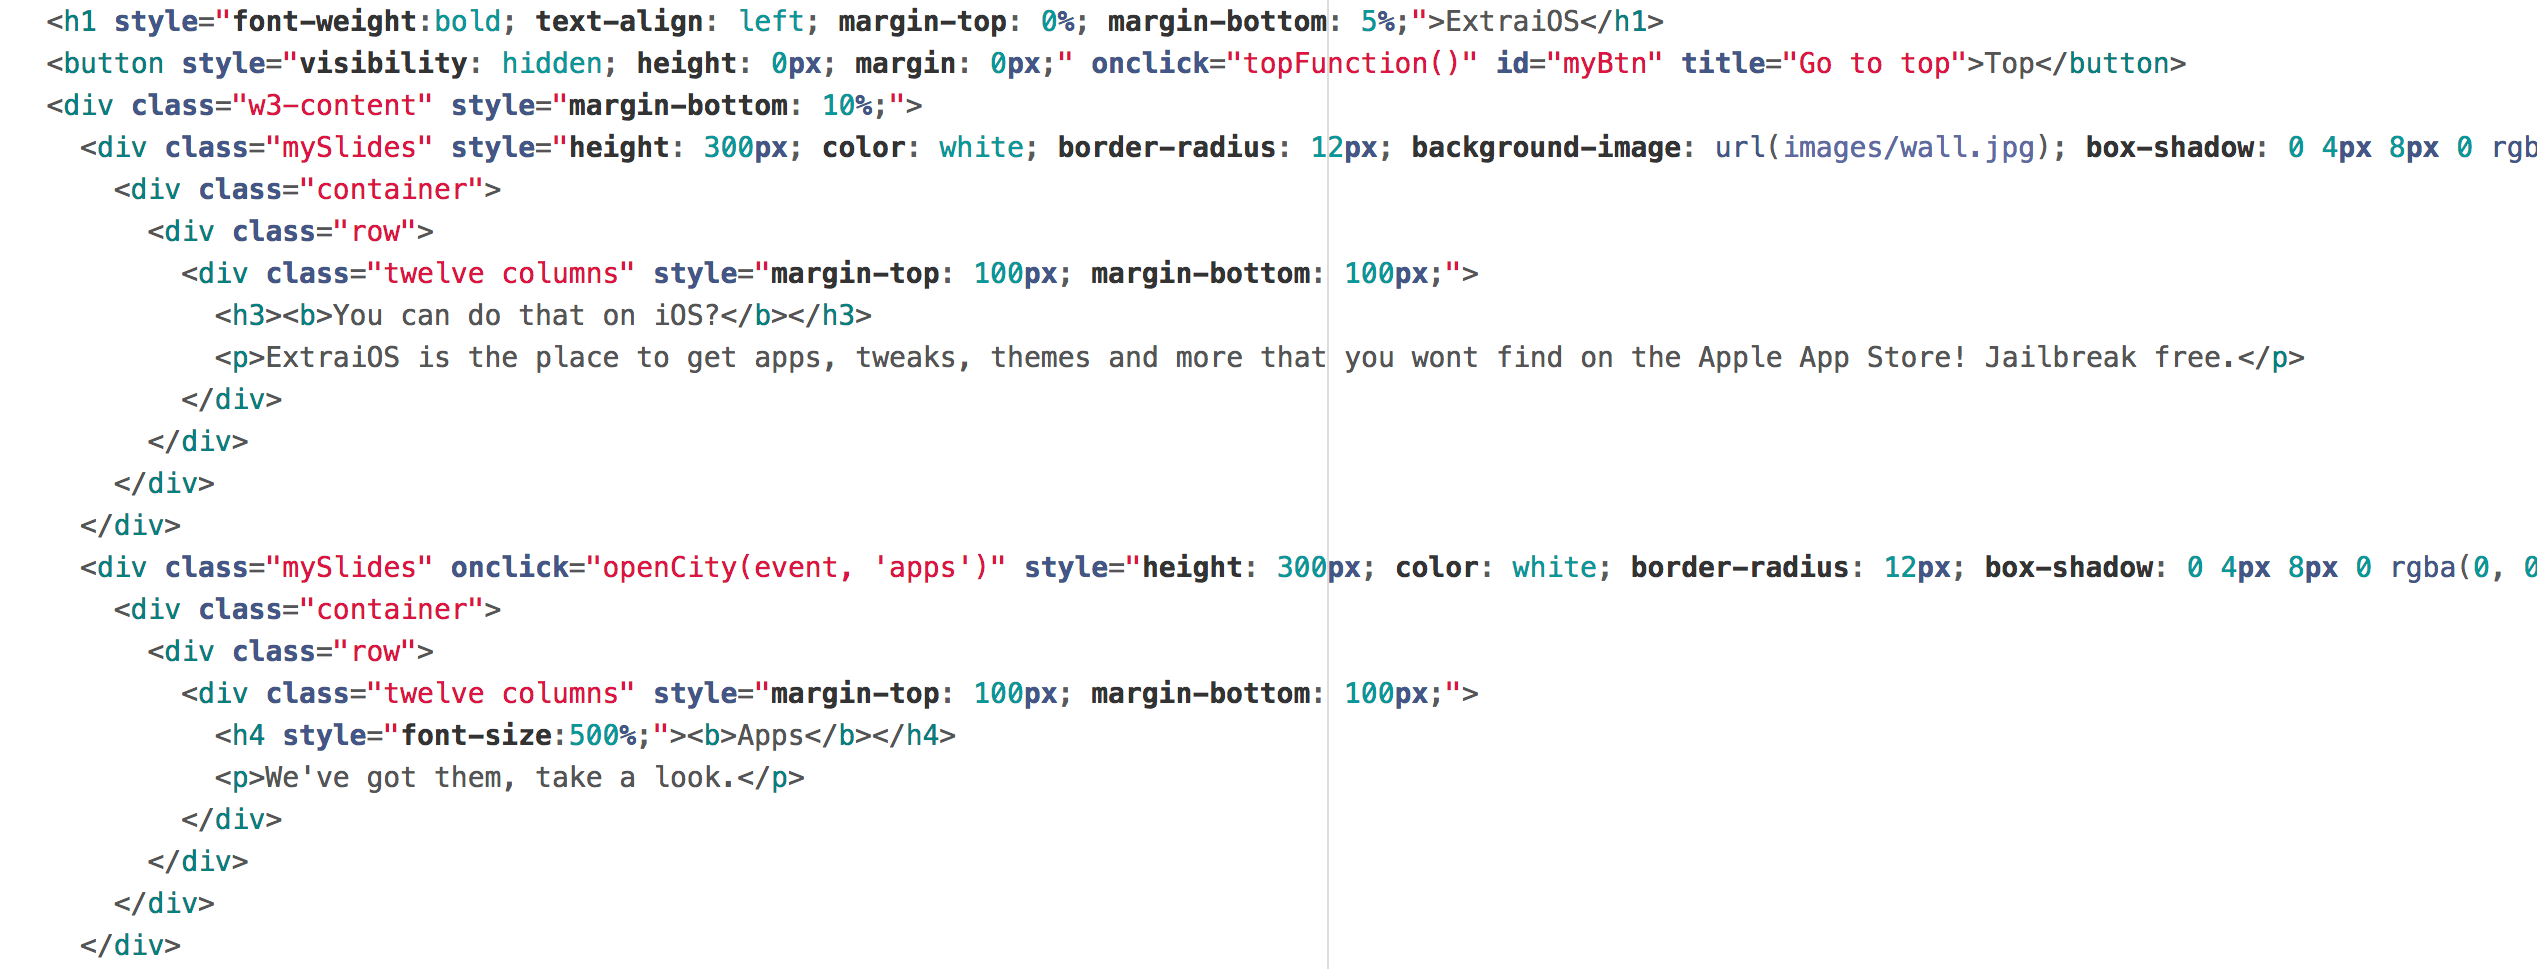 <h1 style="font-weight:bold; text-align: left; margin-top: 0%; margin-bottom: 5%;">ExtraiOS</h1>
<button style="visibility: hidden; height: 0px; margin: 0px;" onclick="topFunction()" id="myBtn" title="Go to top">Top</button>
<div class="w3-content" style="margin-bottom: 10%;">
<div class="mySlides" style="height: 300px; color: white; border-radius: 12px; background-image: url(images/wall.jpg); box-shadow: 0 4px 8px 0 rgb
<div class="container">
<div class="row">
<div class="twelve columns" style="margin-top: 100px; margin-bottom: 100px;">
<h3><b>You can do that on iOS?</b></h3>
<p>ExtraiOS is the place to get apps, tweaks, themes and more that you wont find on the Apple App Store! Jailbreak free.</p>
</div>
</div>
</div>
</div>
<div class="mySlides" onclick="openCity(event, 'apps')" style="height: 300px; color: white; border-radius: 12px; box-shadow: 0 4px 8px 0 rgba(0, 0
<div class="container">
<div class="row">
<div class="twelve columns" style="margin-top: 100px; margin-bottom: 100px;">
<h4 style="font-size:500%;"><b>Apps</b></h4>
<p>We've got them, take a look.</p>
</div>
</div>
</div>
</div>